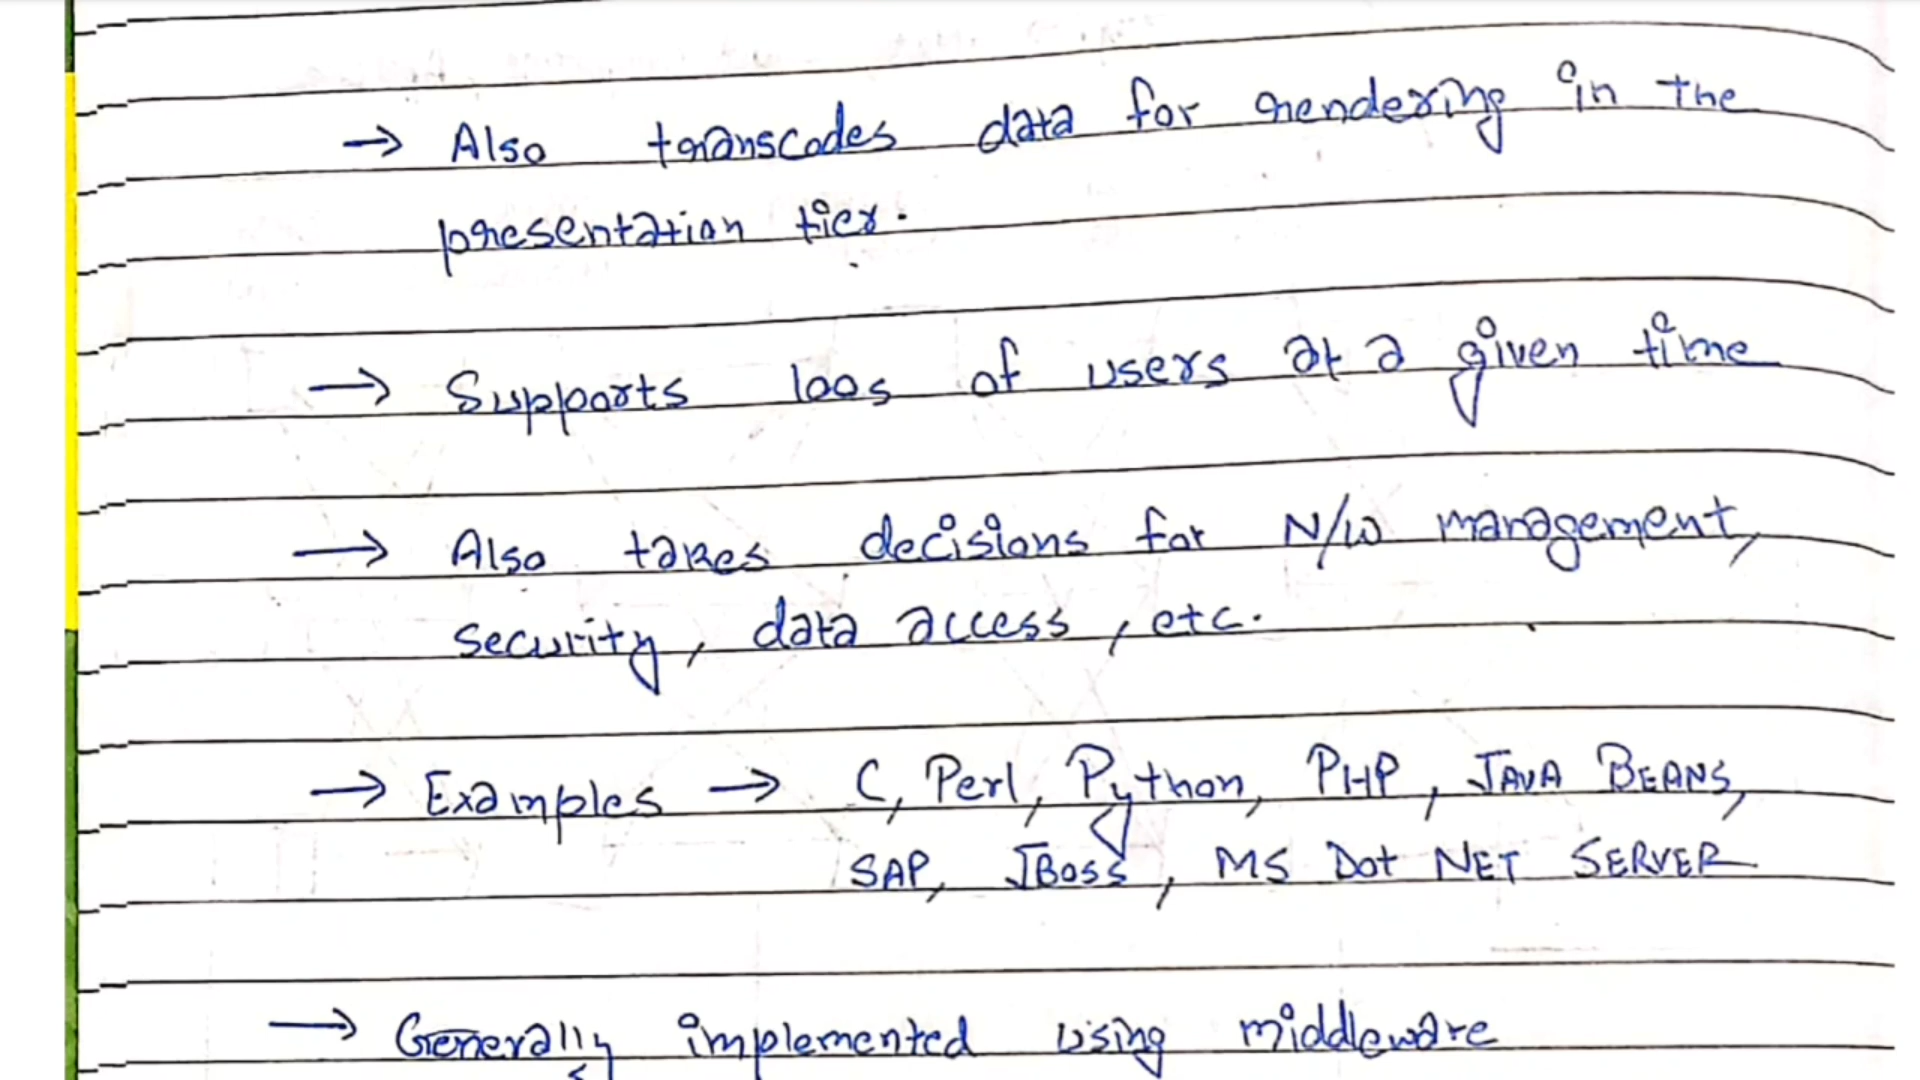 → Also transcodes data for rendering in the
presentation tier.
→ Supports 100s of users at a given time
→ Also takes decisions for N/W management,
security, data access, etc.
→ Examples → C, Perl, Python, PHP, JAVA BEANS,
SAP, JBoss, MS Dot NET SERVER
→ Generally implemented using middleware